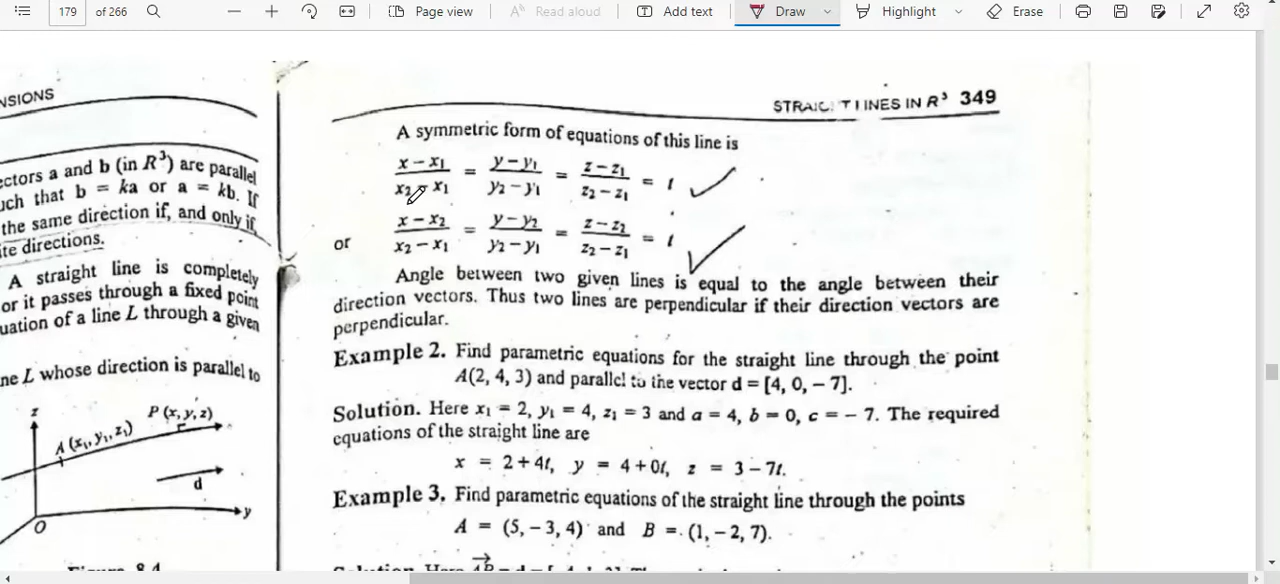 179 of 266
Page view
Read aloud
Add text
Draw
Highlight
Erase
NSIONS
ectors a and b (in R³) are parallel
uch that b = ka or a = kb. If
the same direction if, and only if
ite directions.
A straight line is completely
or it passes through a fixed point
uation of a line L through a given
ne L whose direction is parallel to
z
P (x, y, z)
A (x₁, y₁, z₁)
d
O
y
STRAIC T LINES IN R³ 349
A symmetric form of equations of this line is
x – x₁ / x₂ – x₁ = y – y₁ / y₂ – y₁ = z – z₁ / z₂ – z₁ = t
or x – x₂ / x₂ – x₁ = y – y₂ / y₂ – y₁ = z – z₂ / z₂ – z₁ = t
Angle between two given lines is equal to the angle between their
direction vectors. Thus two lines are perpendicular if their direction vectors are
perpendicular.
Example 2. Find parametric equations for the straight line through the point
A(2, 4, 3) and parallel to the vector d = [4, 0, – 7].
Solution. Here x₁ = 2, y₁ = 4, z₁ = 3 and a = 4, b = 0, c = – 7. The required
equations of the straight line are
x = 2 + 4t, y = 4 + 0t, z = 3 – 7t.
Example 3. Find parametric equations of the straight line through the points
A = (5, – 3, 4) and B = (1, – 2, 7).